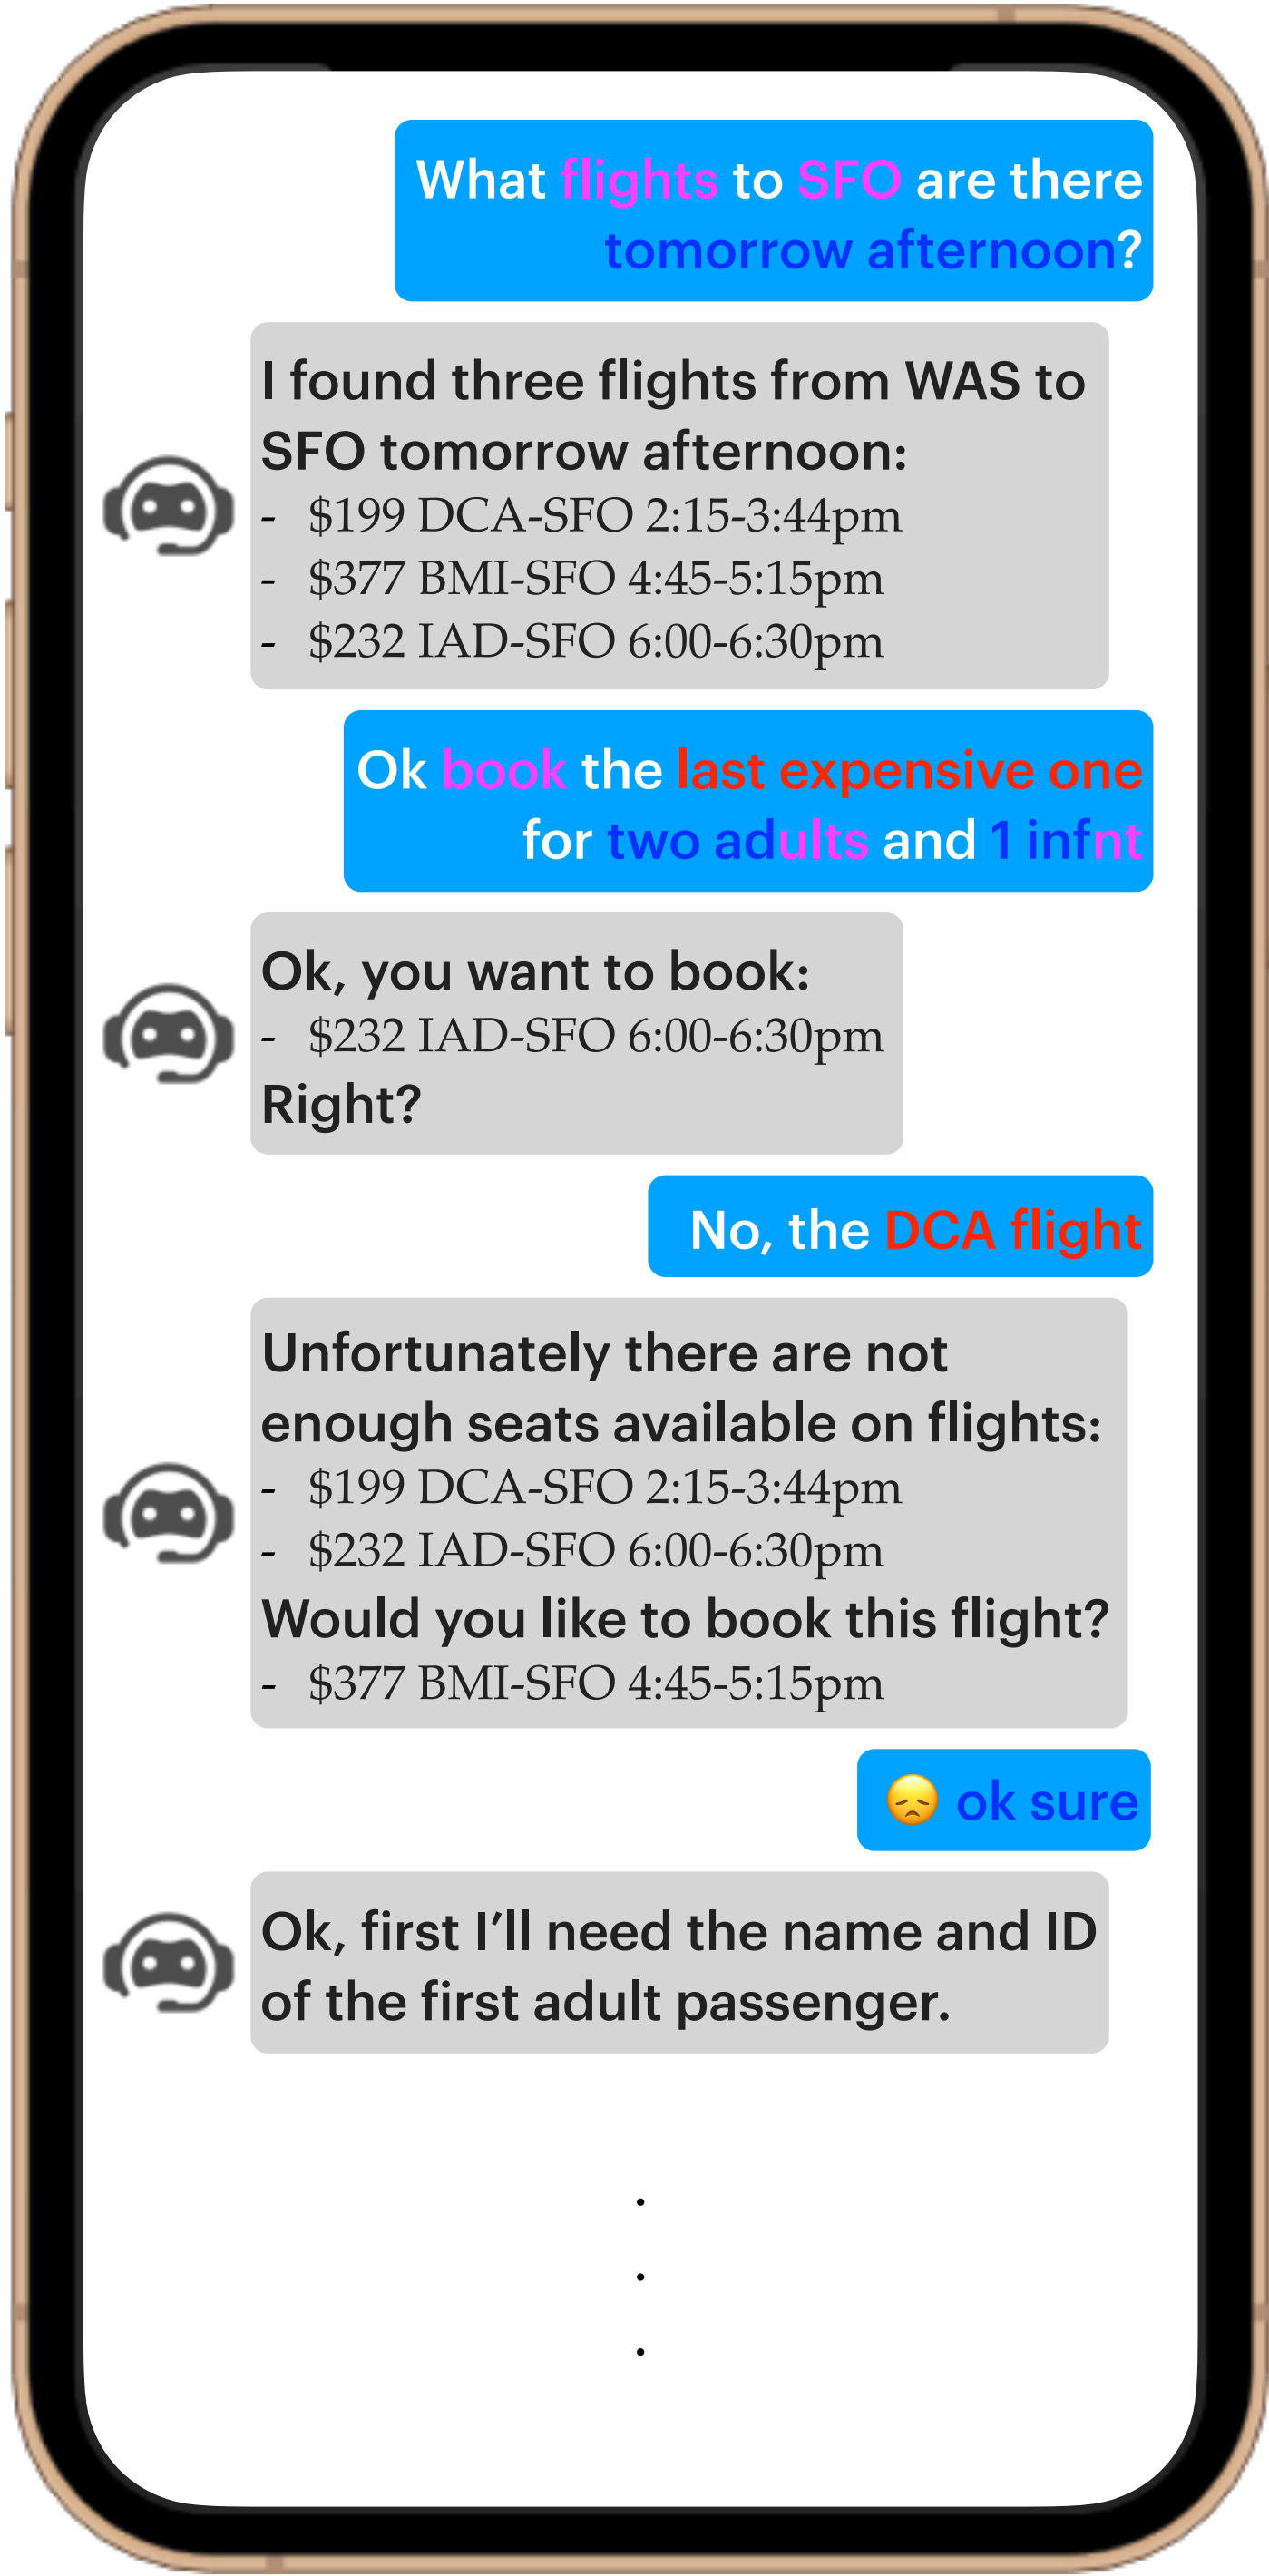 What flights to SFO are there
tomorrow afternoon?
I found three flights from WAS to
SFO tomorrow afternoon:
- $199 DCA-SFO 2:15-3:44pm
- $377 BMI-SFO 4:45-5:15pm
- $232 IAD-SFO 6:00-6:30pm
Ok book the last expensive one
for two adults and 1 infnt
Ok, you want to book:
- $232 IAD-SFO 6:00-6:30pm
Right?
No, the DCA flight
Unfortunately there are not
enough seats available on flights:
- $199 DCA-SFO 2:15-3:44pm
- $232 IAD-SFO 6:00-6:30pm
Would you like to book this flight?
- $377 BMI-SFO 4:45-5:15pm
😞 ok sure
Ok, first I’ll need the name and ID
of the first adult passenger.
.
.
.